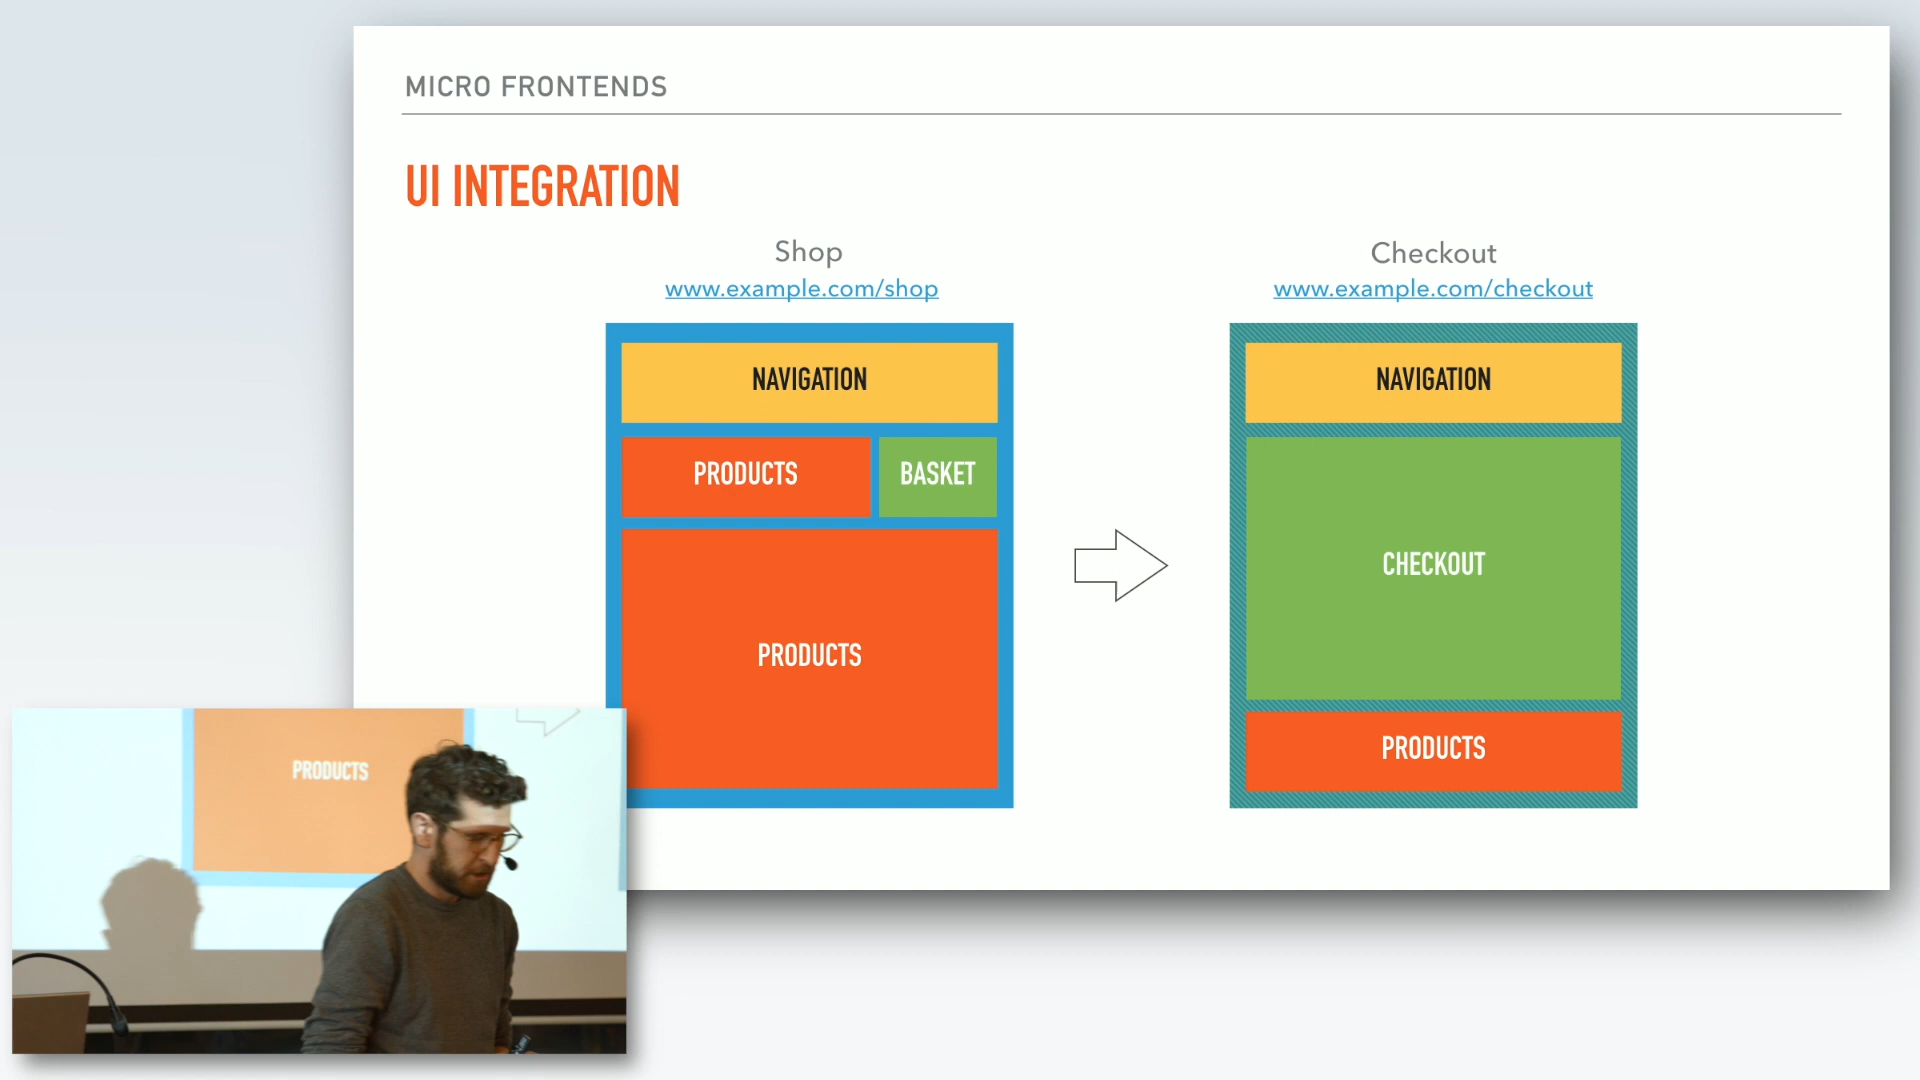 MICRO FRONTENDS
UI INTEGRATION
Shop
www.example.com/shop
NAVIGATION
PRODUCTS
BASKET
PRODUCTS
Checkout
www.example.com/checkout
NAVIGATION
CHECKOUT
PRODUCTS
PRODUCTS